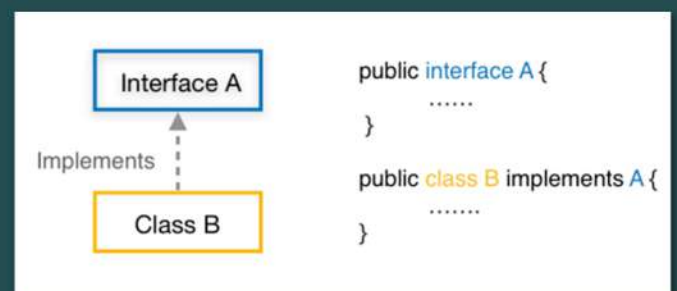 Interface A
Implements
Class B
public interface A {
......
}
public class B implements A {
.......
}